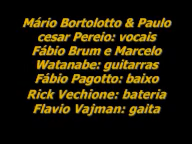 Mário Bortolotto & Paulo
cesar Pereio: vocais
Fábio Brum e Marcelo
Watanabe: guitarras
Fábio Pagotto: baixo
Rick Vechione: bateria
Flavio Vajman: gaita